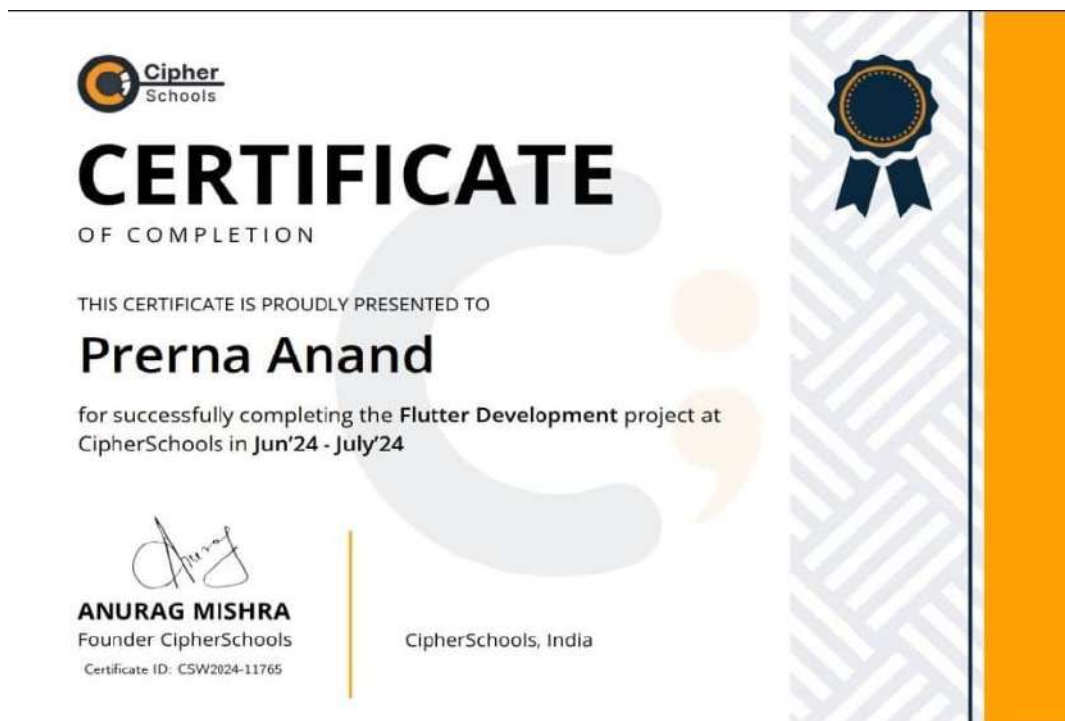 Cipher
Schools
CERTIFICATE
OF COMPLETION
THIS CERTIFICATE IS PROUDLY PRESENTED TO
Prerna Anand
for successfully completing the Flutter Development project at
CipherSchools in Jun'24 - July'24
Anurag
ANURAG MISHRA
Founder CipherSchools
CipherSchools, India
Certificate ID: CSW2024-11765